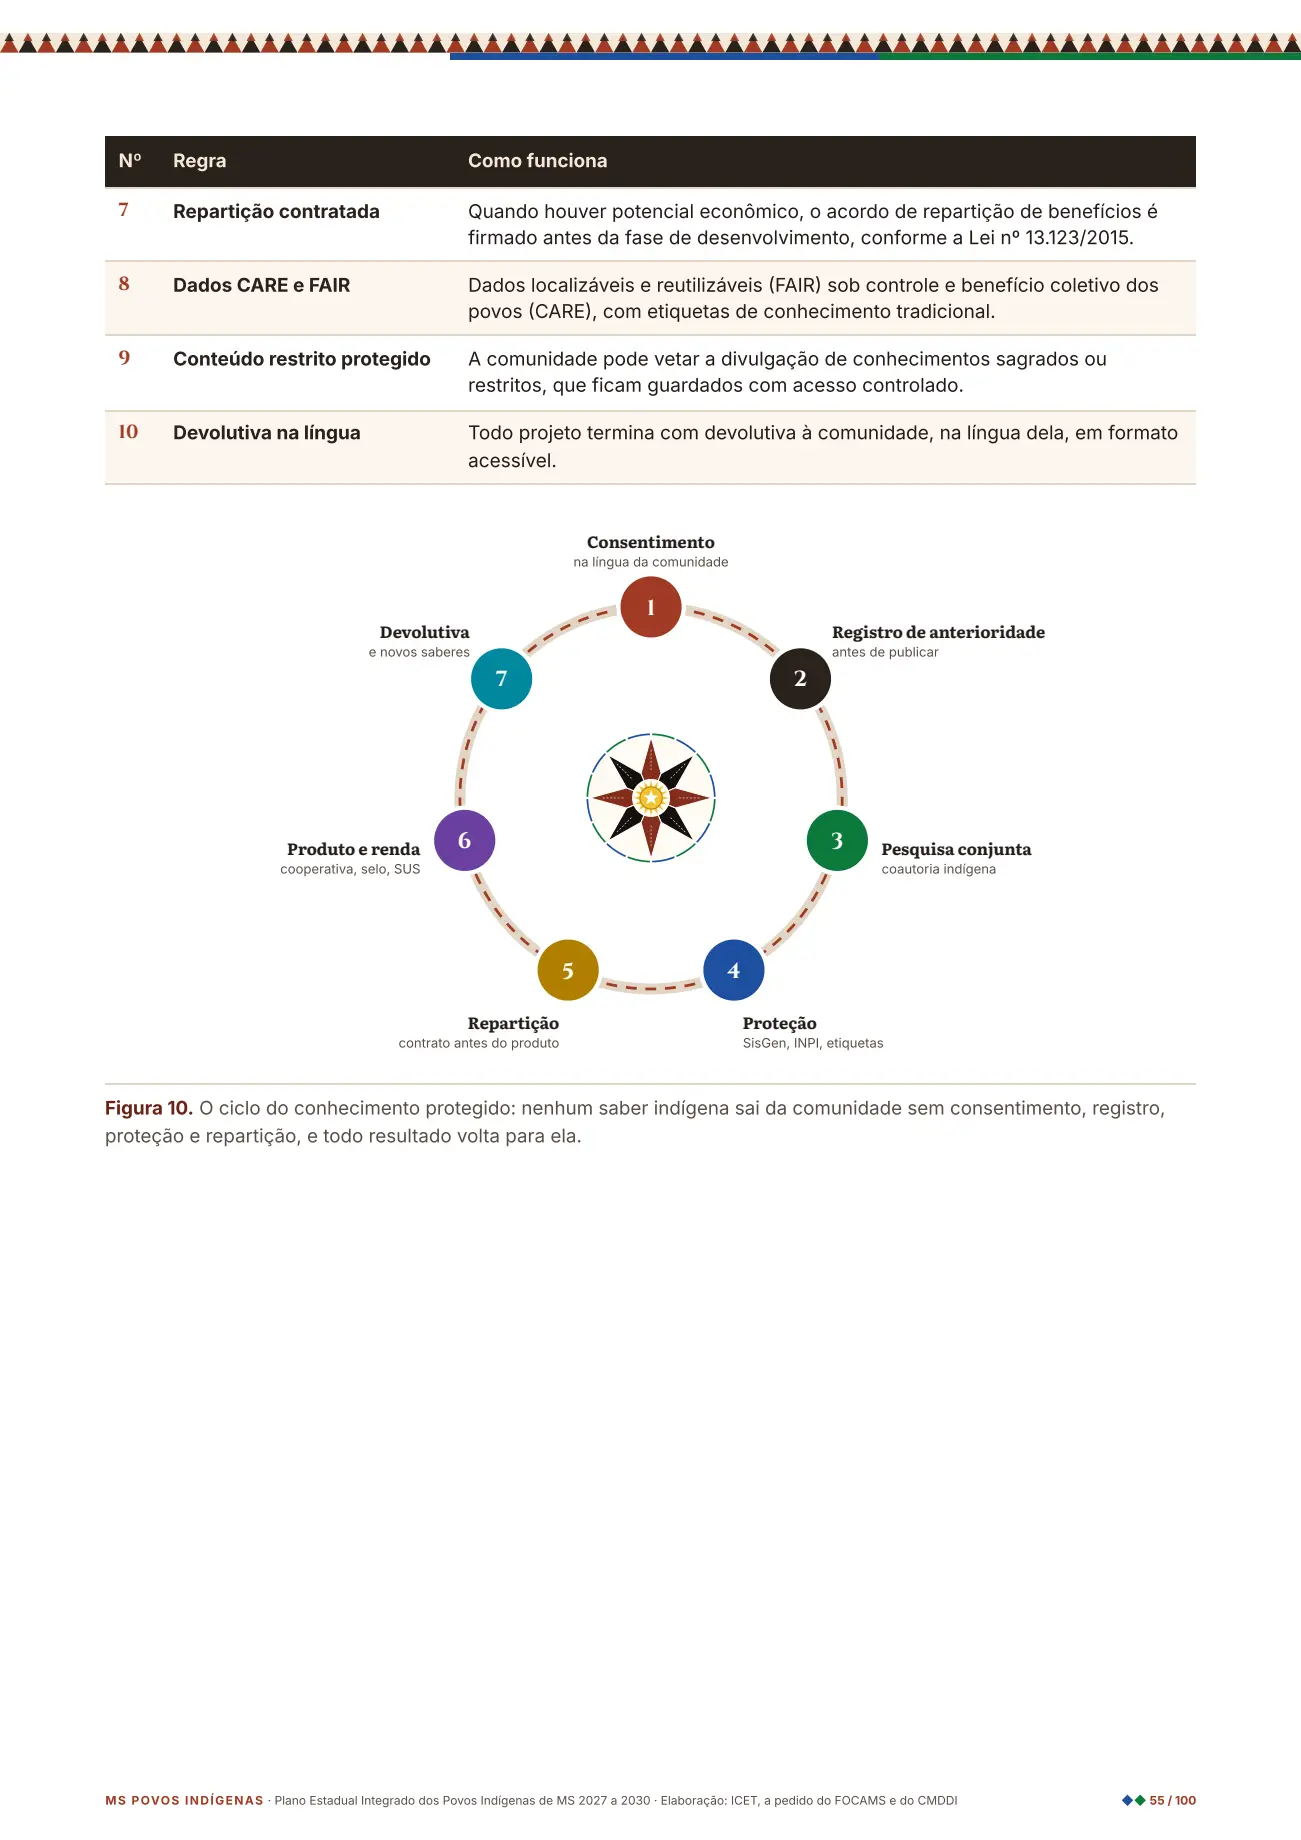 Nº Regra Como funciona
7 Repartição contratada Quando houver potencial econômico, o acordo de repartição de benefícios é
firmado antes da fase de desenvolvimento, conforme a Lei nº 13.123/2015.
8 Dados CARE e FAIR Dados localizáveis e reutilizáveis (FAIR) sob controle e benefício coletivo dos
povos (CARE), com etiquetas de conhecimento tradicional.
9 Conteúdo restrito protegido A comunidade pode vetar a divulgação de conhecimentos sagrados ou
restritos, que ficam guardados com acesso controlado.
10 Devolutiva na língua Todo projeto termina com devolutiva à comunidade, na língua dela, em formato
acessível.
Consentimento
na língua da comunidade
1
Registro de anterioridade
antes de publicar
2
3
Pesquisa conjunta
coautoria indígena
4
Proteção
SisGen, INPI, etiquetas
5
Repartição
contrato antes do produto
6
Produto e renda
cooperativa, selo, SUS
Devolutiva
e novos saberes
7
Figura 10. O ciclo do conhecimento protegido: nenhum saber indígena sai da comunidade sem consentimento, registro,
proteção e repartição, e todo resultado volta para ela.
MS POVOS INDÍGENAS · Plano Estadual Integrado dos Povos Indígenas de MS 2027 a 2030 · Elaboração: ICET, a pedido do FOCAMS e do CMDDI 55 / 100